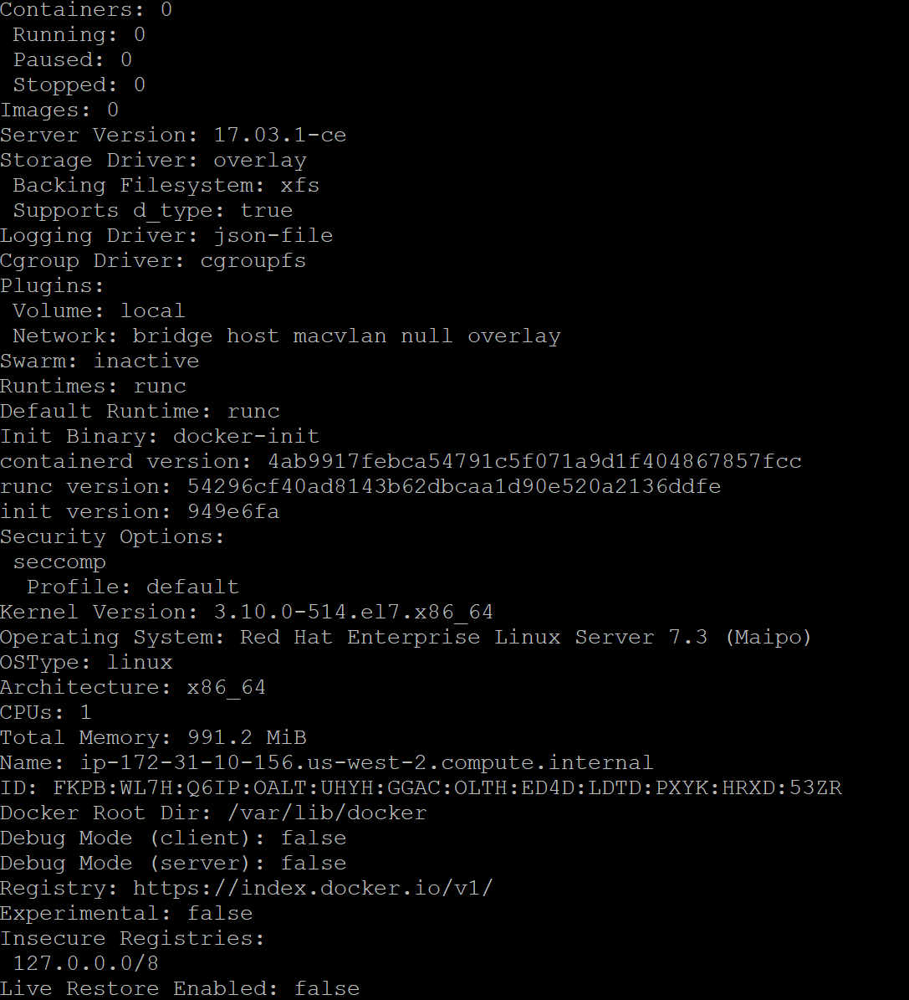 Containers: 0
 Running: 0
 Paused: 0
 Stopped: 0
Images: 0
Server Version: 17.03.1-ce
Storage Driver: overlay
 Backing Filesystem: xfs
 Supports d_type: true
Logging Driver: json-file
Cgroup Driver: cgroupfs
Plugins:
 Volume: local
 Network: bridge host macvlan null overlay
Swarm: inactive
Runtimes: runc
Default Runtime: runc
Init Binary: docker-init
containerd version: 4ab9917febca54791c5f071a9d1f404867857fcc
runc version: 54296cf40ad8143b62dbcaa1d90e520a2136ddfe
init version: 949e6fa
Security Options:
 seccomp
  Profile: default
Kernel Version: 3.10.0-514.el7.x86_64
Operating System: Red Hat Enterprise Linux Server 7.3 (Maipo)
OSType: linux
Architecture: x86_64
CPUs: 1
Total Memory: 991.2 MiB
Name: ip-172-31-10-156.us-west-2.compute.internal
ID: FKPB:WL7H:Q6IP:OALT:UHYH:GGAC:OLTH:ED4D:LDTD:PXYK:HRXD:53ZR
Docker Root Dir: /var/lib/docker
Debug Mode (client): false
Debug Mode (server): false
Registry: https://index.docker.io/v1/
Experimental: false
Insecure Registries:
 127.0.0.0/8
Live Restore Enabled: false